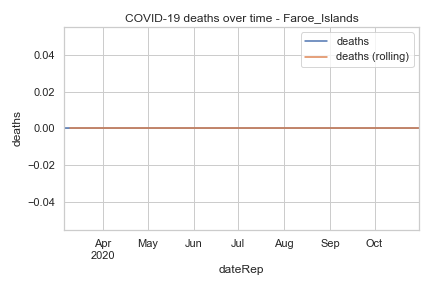 COVID-19 deaths over time - Faroe_Islands
deaths
deaths (rolling)
0.04
0.02
0.00
−0.02
−0.04
deaths
Apr May Jun Jul Aug Sep Oct
2020
dateRep